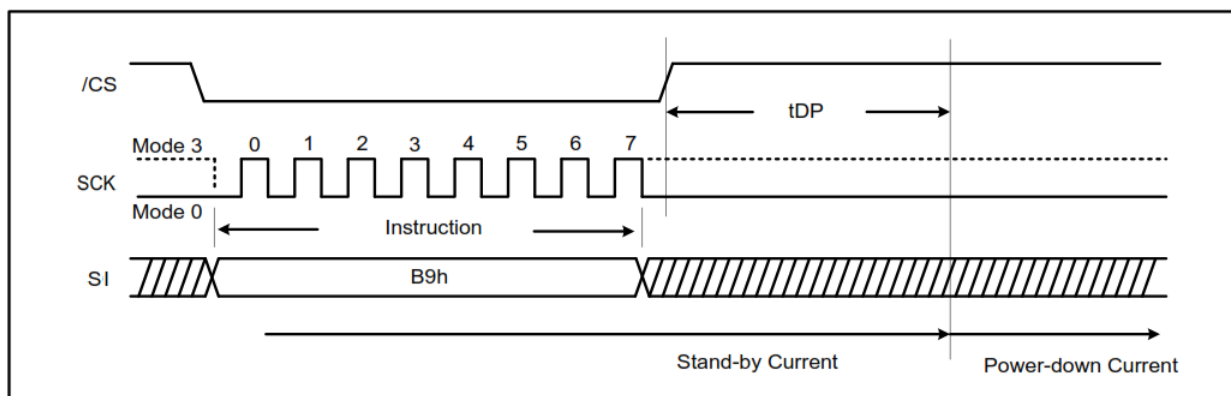 /CS
tDP
Mode 3 0 1 2 3 4 5 6 7
SCK
Mode 0
Instruction
SI B9h
Stand-by Current Power-down Current